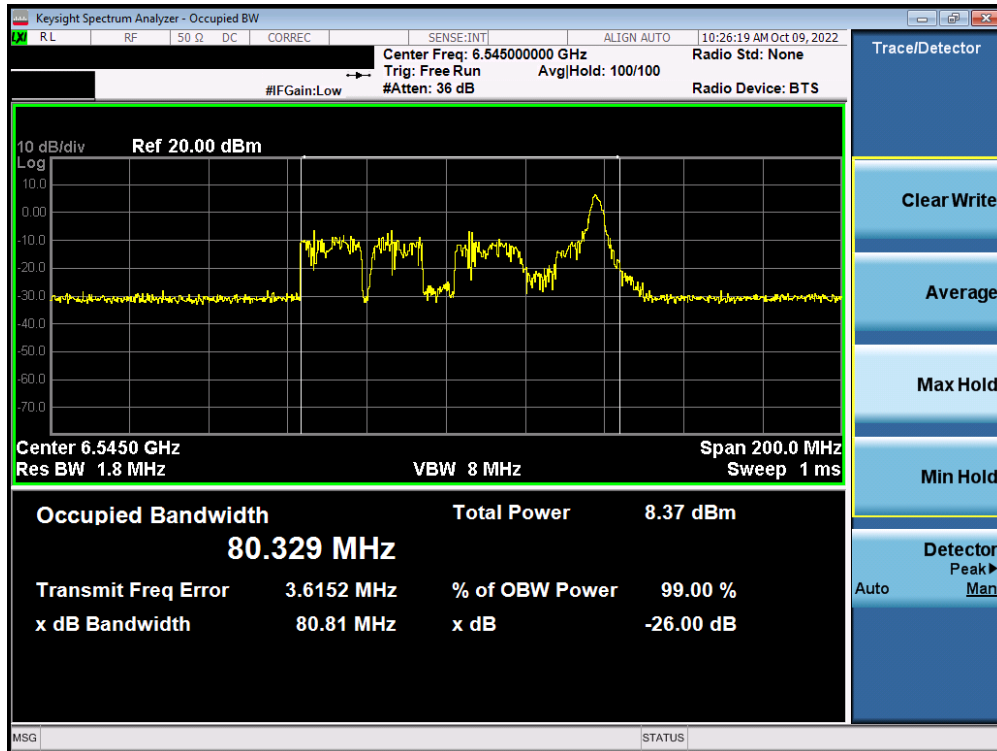 Keysight Spectrum Analyzer - Occupied BW
LXI RL RF 50 Ω DC CORREC SENSE:INT ALIGN AUTO 10:26:19 AM Oct 09, 2022
Center Freq: 6.545000000 GHz Radio Std: None
Trig: Free Run Avg|Hold: 100/100
#IFGain:Low #Atten: 36 dB Radio Device: BTS
Trace/Detector
10 dB/div Ref 20.00 dBm
Log
10.0
0.00
-10.0
-20.0
-30.0
-40.0
-50.0
-60.0
-70.0
Center 6.5450 GHz Span 200.0 MHz
Res BW 1.8 MHz VBW 8 MHz Sweep 1 ms
Occupied Bandwidth Total Power 8.37 dBm
80.329 MHz
Transmit Freq Error 3.6152 MHz % of OBW Power 99.00 %
x dB Bandwidth 80.81 MHz x dB -26.00 dB
Clear Write
Average
Max Hold
Min Hold
Detector
Peak▶
Auto Man
MSG STATUS